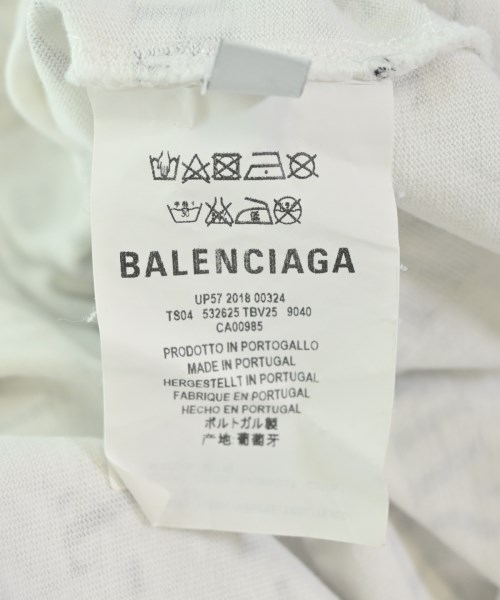 BALENCIAGA
UP57 2018 00324
TS04 532625 TBV25 9040
CA00985
PRODOTTO IN PORTOGALLO
MADE IN PORTUGAL
HERGESTELLT IN PORTUGAL
FABRIQUE EN PORTUGAL
HECHO EN PORTUGAL
ポルトガル製
产地:葡萄牙